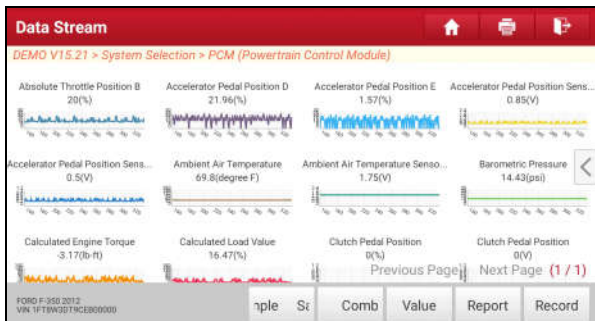 Data Stream
DEMO V15.21 > System Selection > PCM (Powertrain Control Module)
Absolute Throttle Position B
20(%)
Accelerator Pedal Position D
21.96(%)
Accelerator Pedal Position E
1.57(%)
Accelerator Pedal Position Sens...
0.85(V)
Accelerator Pedal Position Sens...
0.5(V)
Ambient Air Temperature
69.8(degree F)
Ambient Air Temperature Senso...
1.75(V)
Barometric Pressure
14.43(psi)
Calculated Engine Torque
-3.17(lb-ft)
Calculated Load Value
16.47(%)
Clutch Pedal Position
0(%)
Clutch Pedal Position
0(V)
Previous Page Next Page (1 / 1)
FORD F-350 2012
nple Sa Comb Value Report Record